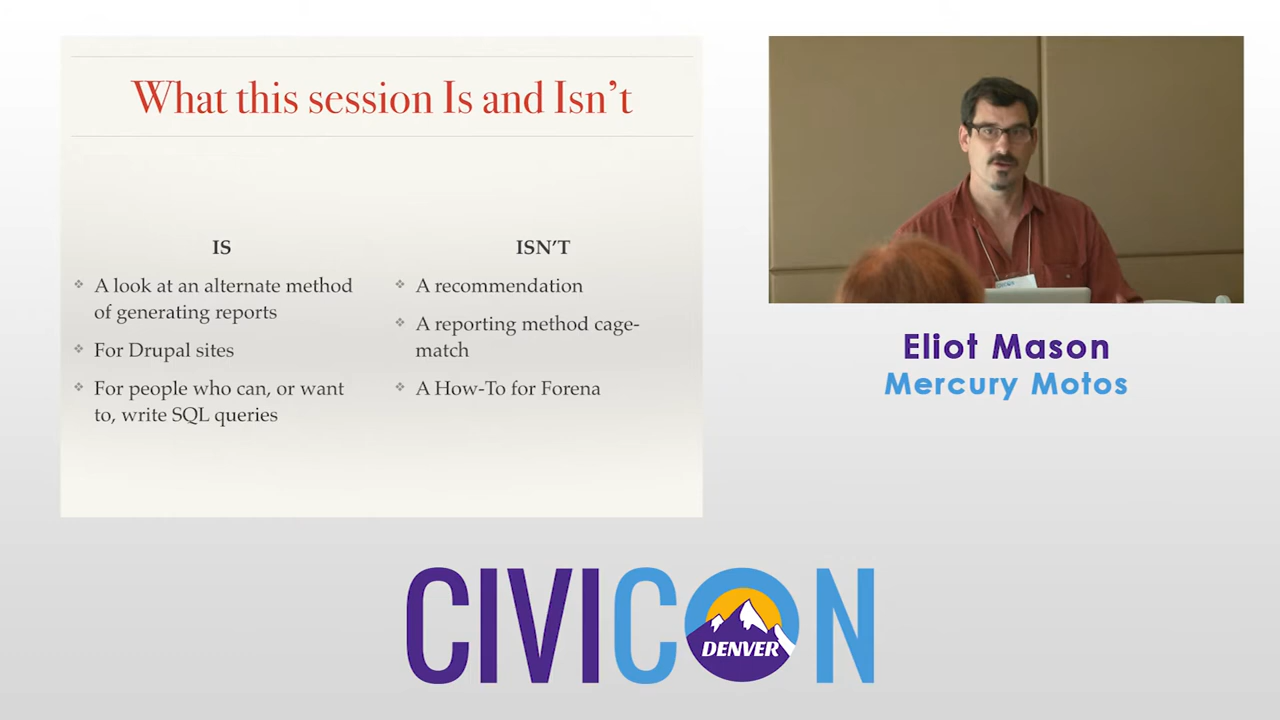 What this session Is and Isn't
IS
A look at an alternate method
of generating reports
For Drupal sites
For people who can, or want
to, write SQL queries
ISN'T
A recommendation
A reporting method cage-
match
A How-To for Forena
Eliot Mason
Mercury Motos
CIVICON
DENVER